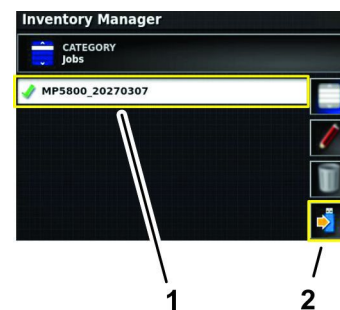 Inventory Manager
CATEGORY
Jobs
MP5800_20270307
1
2